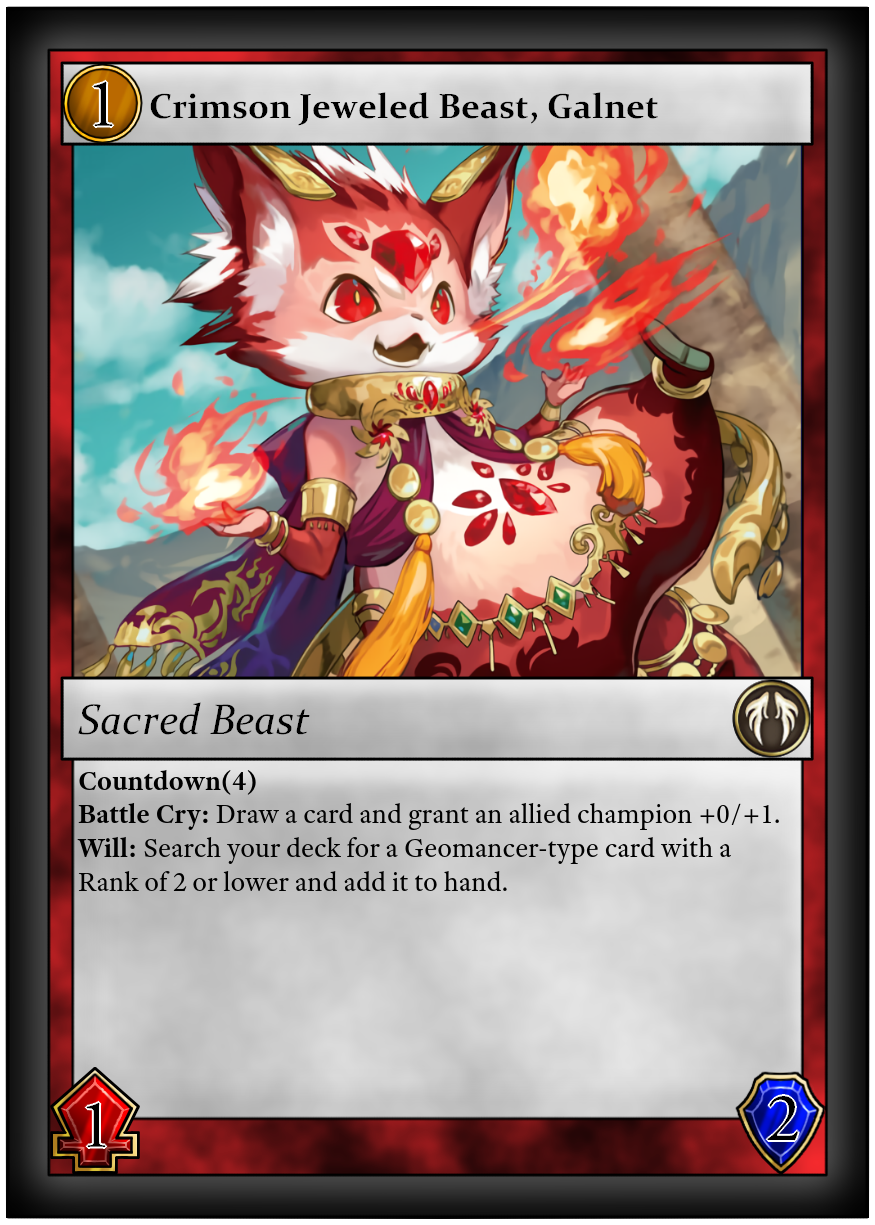 1
Crimson Jeweled Beast, Galnet
Sacred Beast
Countdown(4)
Battle Cry: Draw a card and grant an allied champion +0/+1.
Will: Search your deck for a Geomancer-type card with a
Rank of 2 or lower and add it to hand.
1
2